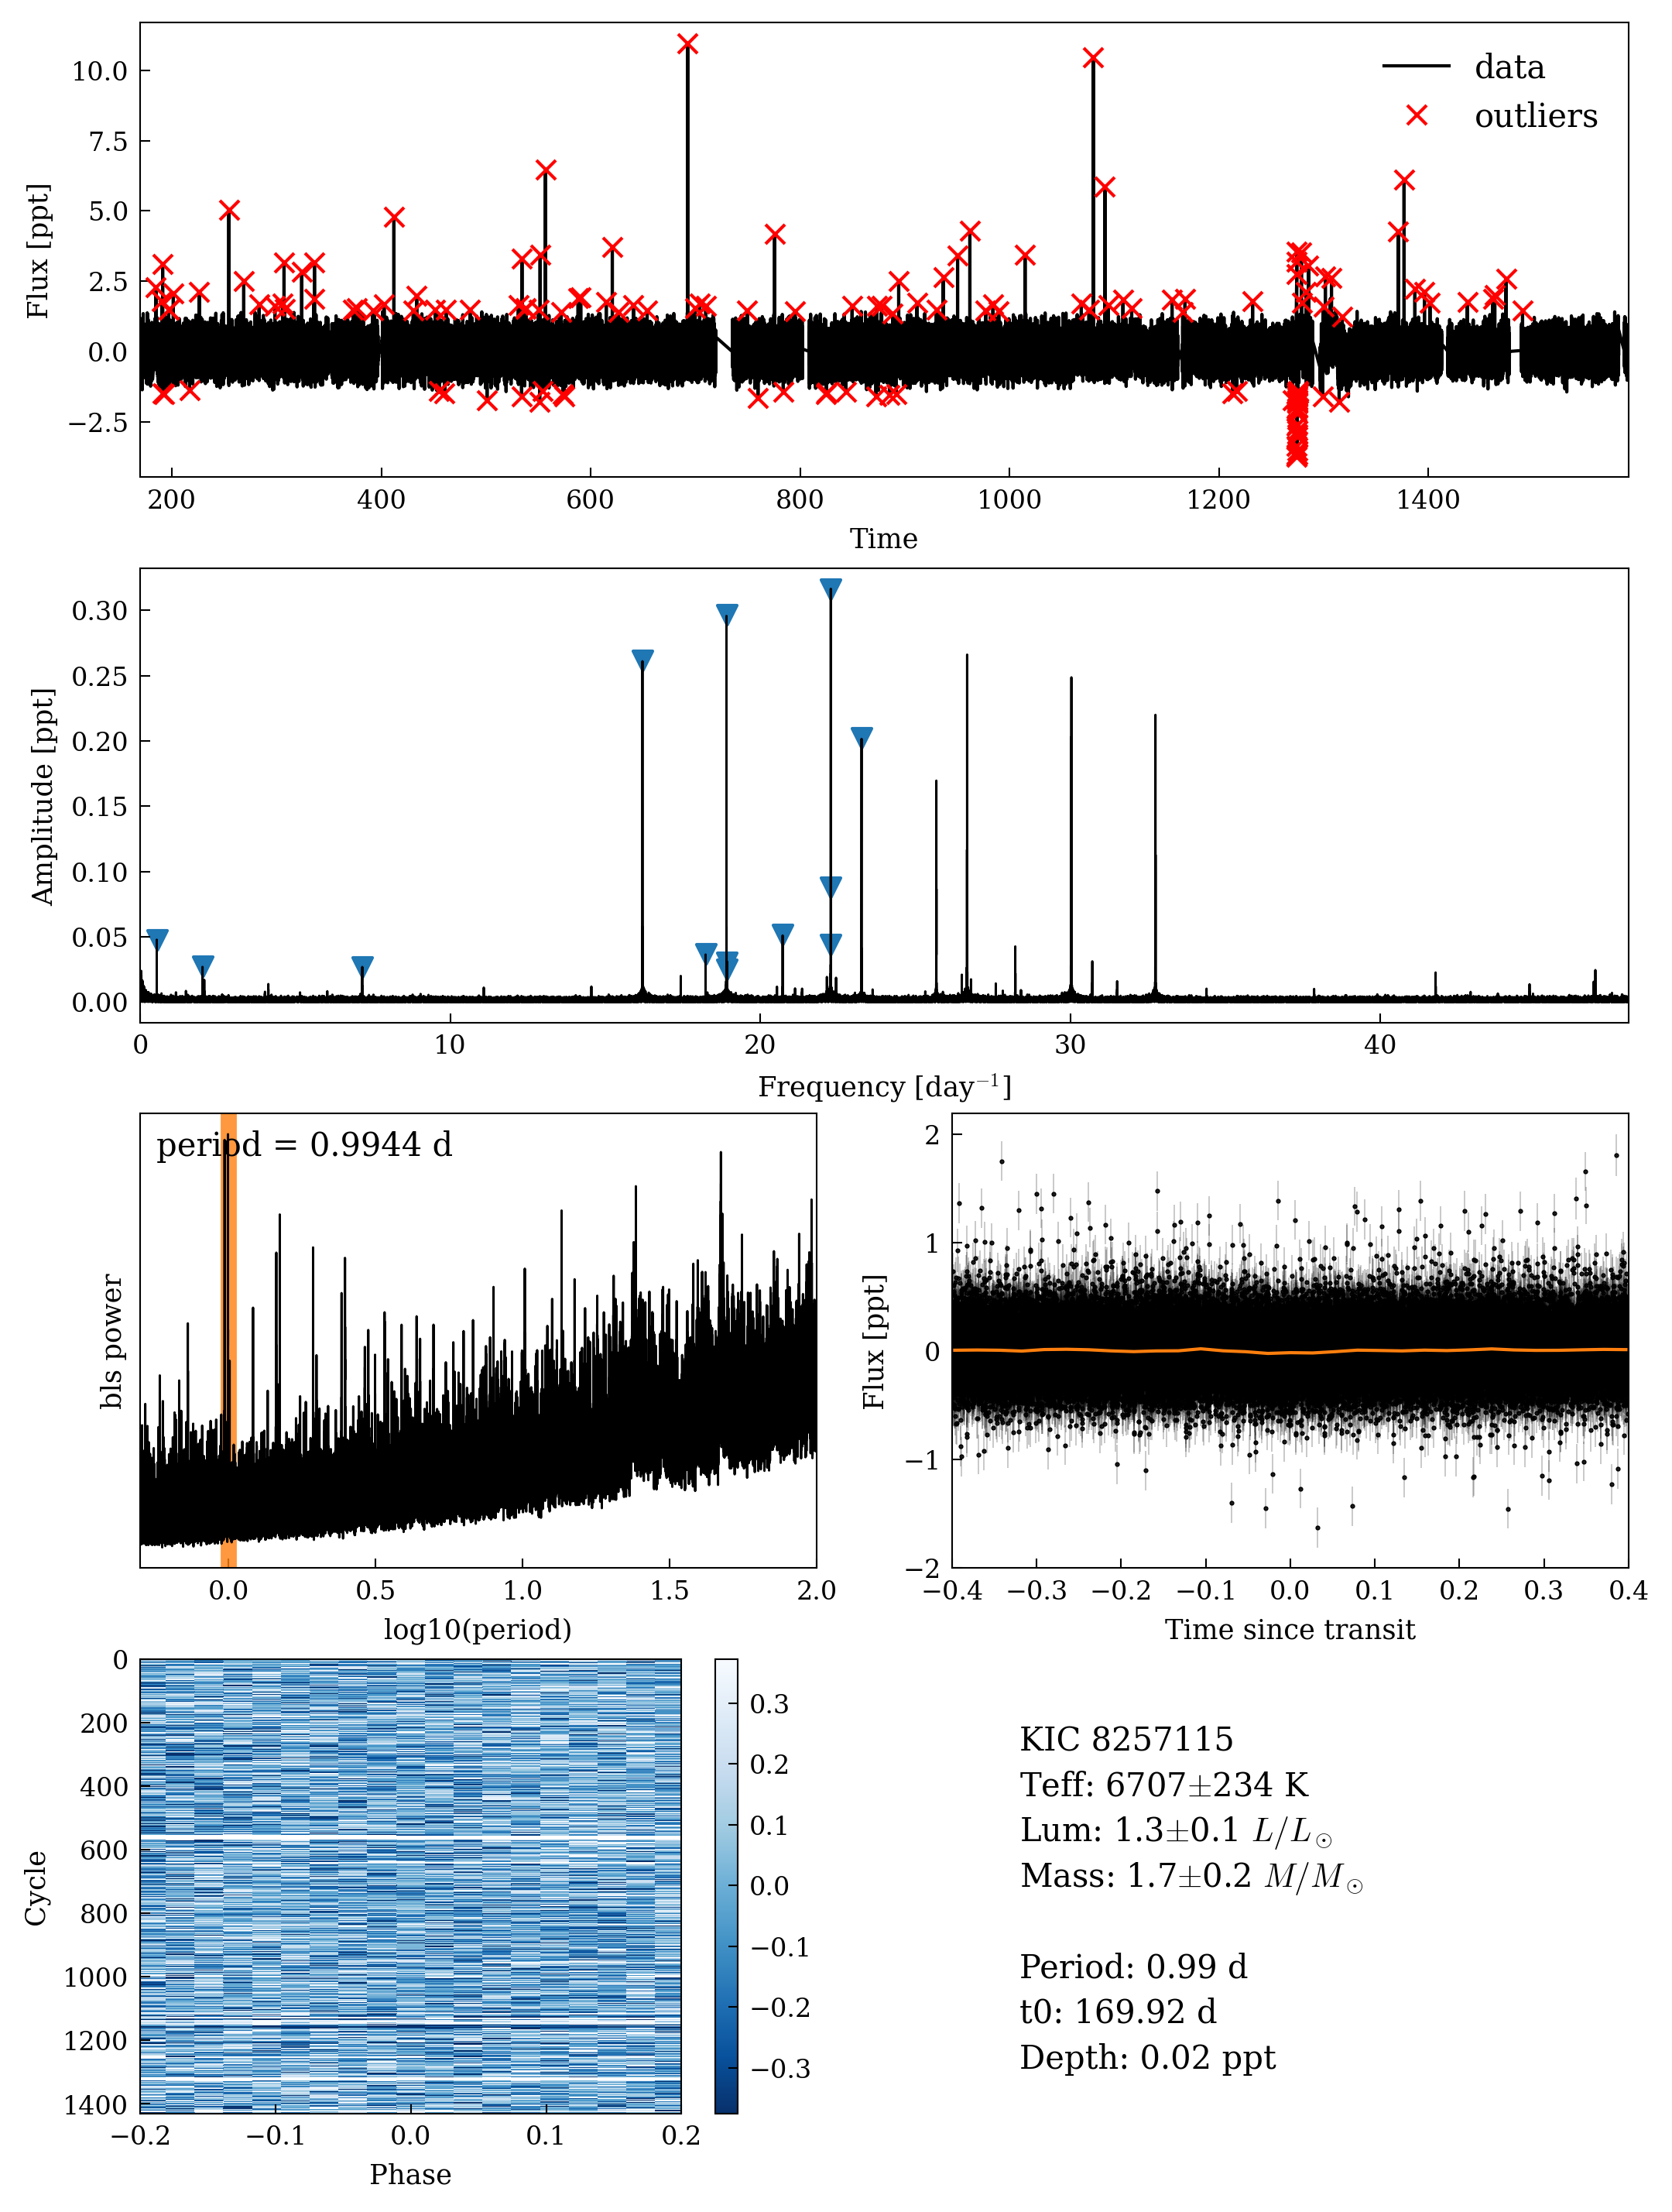 Flux [ppt]
10.0
7.5
5.0
2.5
0.0
−2.5
data
outliers
200 400 600 800 1000 1200 1400
Time
Amplitude [ppt]
0.30
0.25
0.20
0.15
0.10
0.05
0.00
0 10 20 30 40
Frequency [day⁻¹]
bls power
period = 0.9944 d
0.0 0.5 1.0 1.5 2.0
log10(period)
Flux [ppt]
2
1
0
−1
−2
−0.4 −0.3 −0.2 −0.1 0.0 0.1 0.2 0.3 0.4
Time since transit
Cycle
0
200
400
600
800
1000
1200
1400
−0.2 −0.1 0.0 0.1 0.2
Phase
0.3
0.2
0.1
0.0
−0.1
−0.2
−0.3
KIC 8257115
Teff: 6707±234 K
Lum: 1.3±0.1 L/L☉
Mass: 1.7±0.2 M/M☉
Period: 0.99 d
t0: 169.92 d
Depth: 0.02 ppt